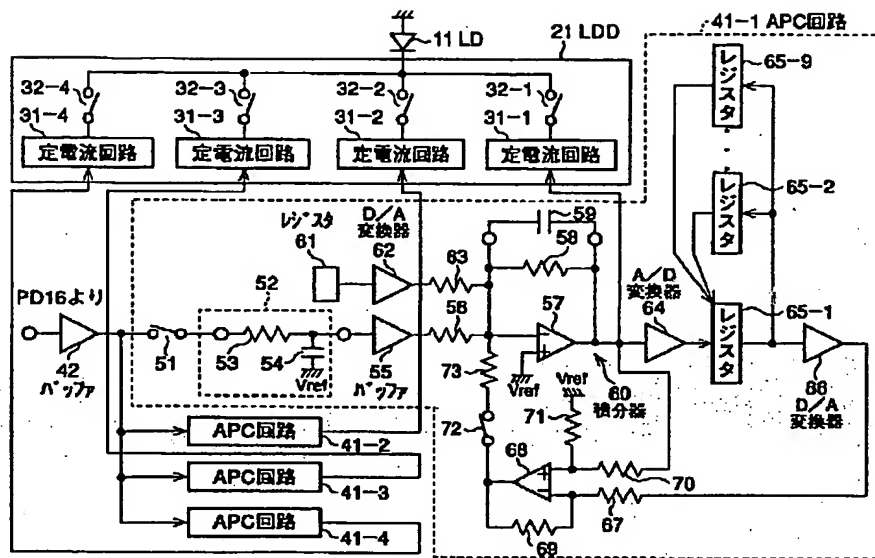 41-1 APC回路
11 LD
21 LDD
32-4
32-3
32-2
32-1
31-4
31-3
31-2
31-1
定電流回路
定電流回路
定電流回路
定電流回路
レジスタ
65-9
レジスタ
65-2
レジスタ
61
D/A
変換器
62
63
59
58
A/D
変換器
64
レジスタ
65-1
PD16より
42
バッファ
51
52
53
54
Vref
55
バッファ
56
57
Vref
60
積分器
66
D/A
変換器
73
72
Vref
71
68
70
67
69
APC回路
41-2
APC回路
41-3
APC回路
41-4